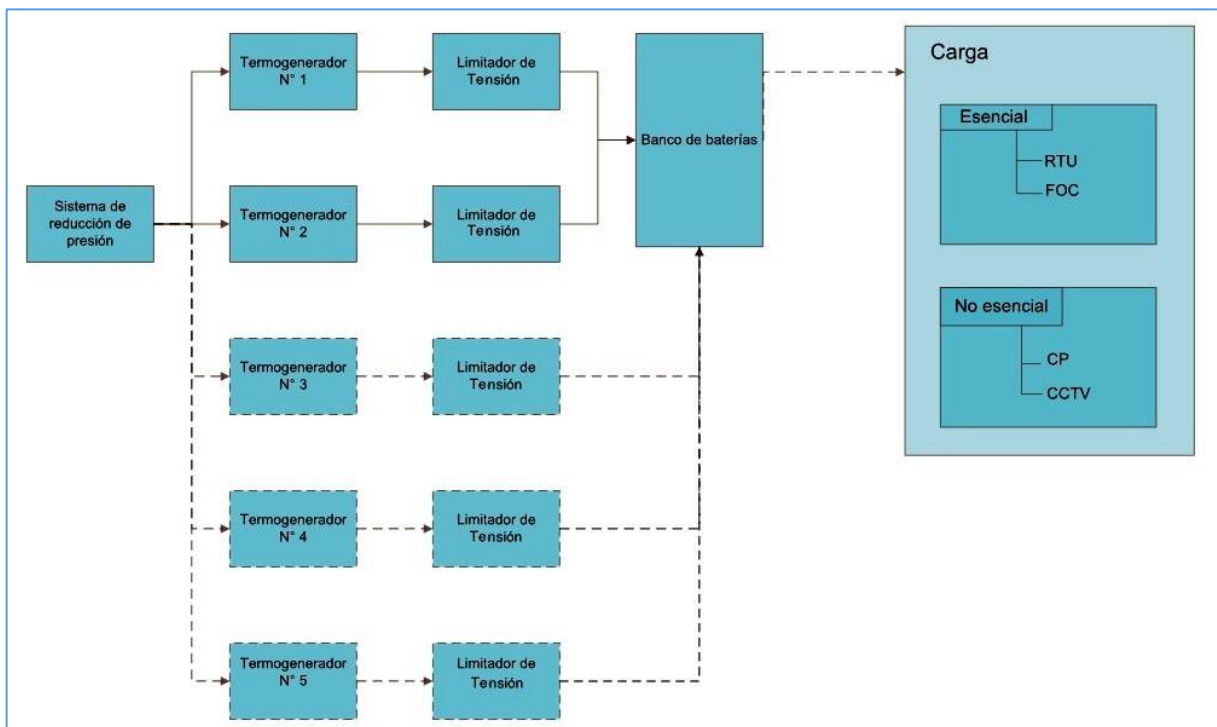 Sistema de
reducción de
presión
Termogenerador
N° 1
Limitador de
Tensión
Termogenerador
N° 2
Limitador de
Tensión
Termogenerador
N° 3
Limitador de
Tensión
Termogenerador
N° 4
Limitador de
Tensión
Termogenerador
N° 5
Limitador de
Tensión
Banco de baterías
Carga
Esencial
RTU
FOC
No esencial
CP
CCTV